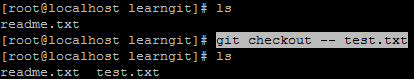 [root@localhost learngit]# ls
readme.txt
[root@localhost learngit]# git checkout -- test.txt
[root@localhost learngit]# ls
readme.txt  test.txt